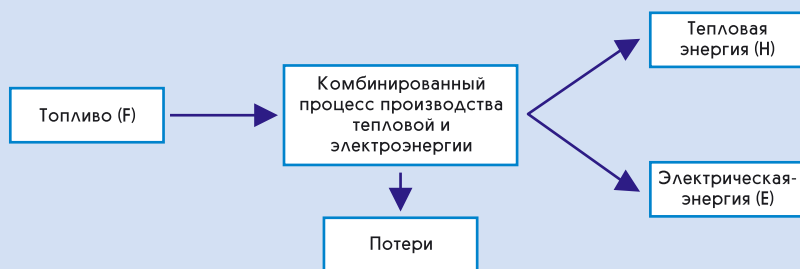 Топливо (F)
Комбинированный
процесс производства
тепловой и
электроэнергии
Потери
Тепловая
энергия (H)
Электрическая-
энергия (E)